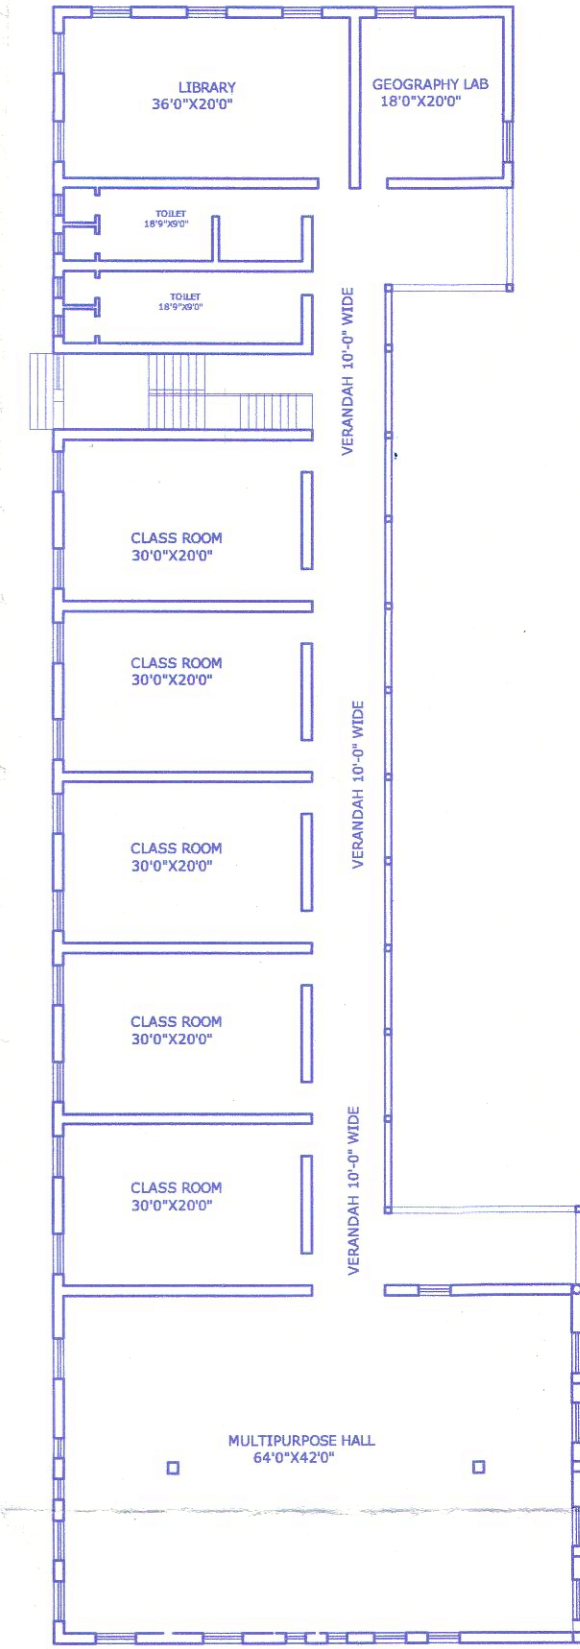 LIBRARY
36'0"X20'0"
GEOGRAPHY LAB
18'0"X20'0"
TOILET
18'9"X9'0"
TOILET
18'9"X9'0"
VERANDAH 10'-0" WIDE
CLASS ROOM
30'0"X20'0"
CLASS ROOM
30'0"X20'0"
VERANDAH 10'-0" WIDE
CLASS ROOM
30'0"X20'0"
CLASS ROOM
30'0"X20'0"
VERANDAH 10'-0" WIDE
CLASS ROOM
30'0"X20'0"
MULTIPURPOSE HALL
64'0"X42'0"